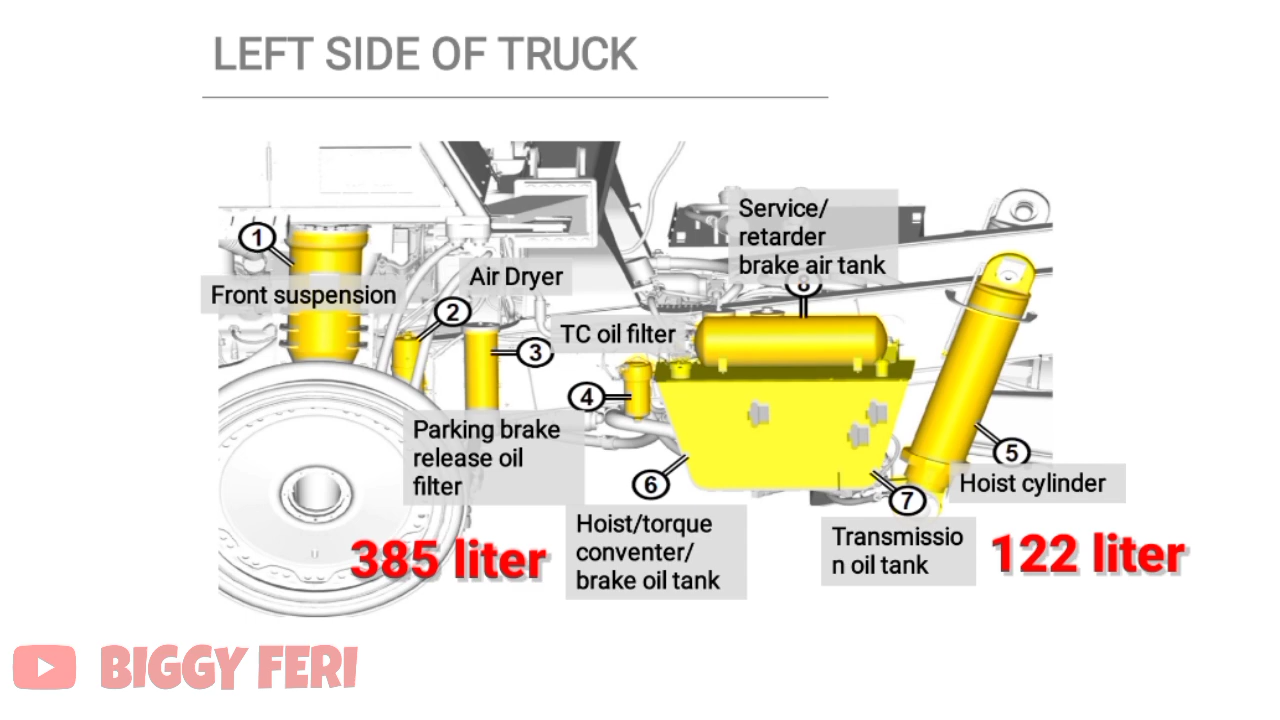 LEFT SIDE OF TRUCK
Service/
retarder
brake air tank
1
Air Dryer
8
Front suspension
2
TC oil filter
3
4
Parking brake
release oil
filter
5
6
Hoist cylinder
7
Hoist/torque
conventer/
brake oil tank
Transmissio
n oil tank
385 liter
122 liter
BIGGY FERI